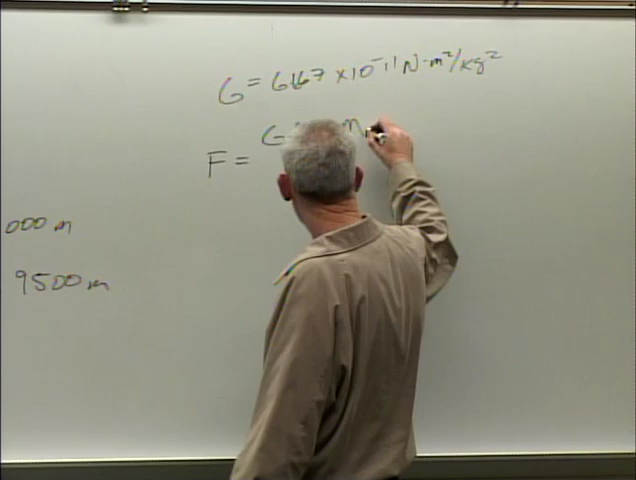 G = 6.67 ×10⁻¹¹ N·m²/kg²
F = G m
000 m
9500 m